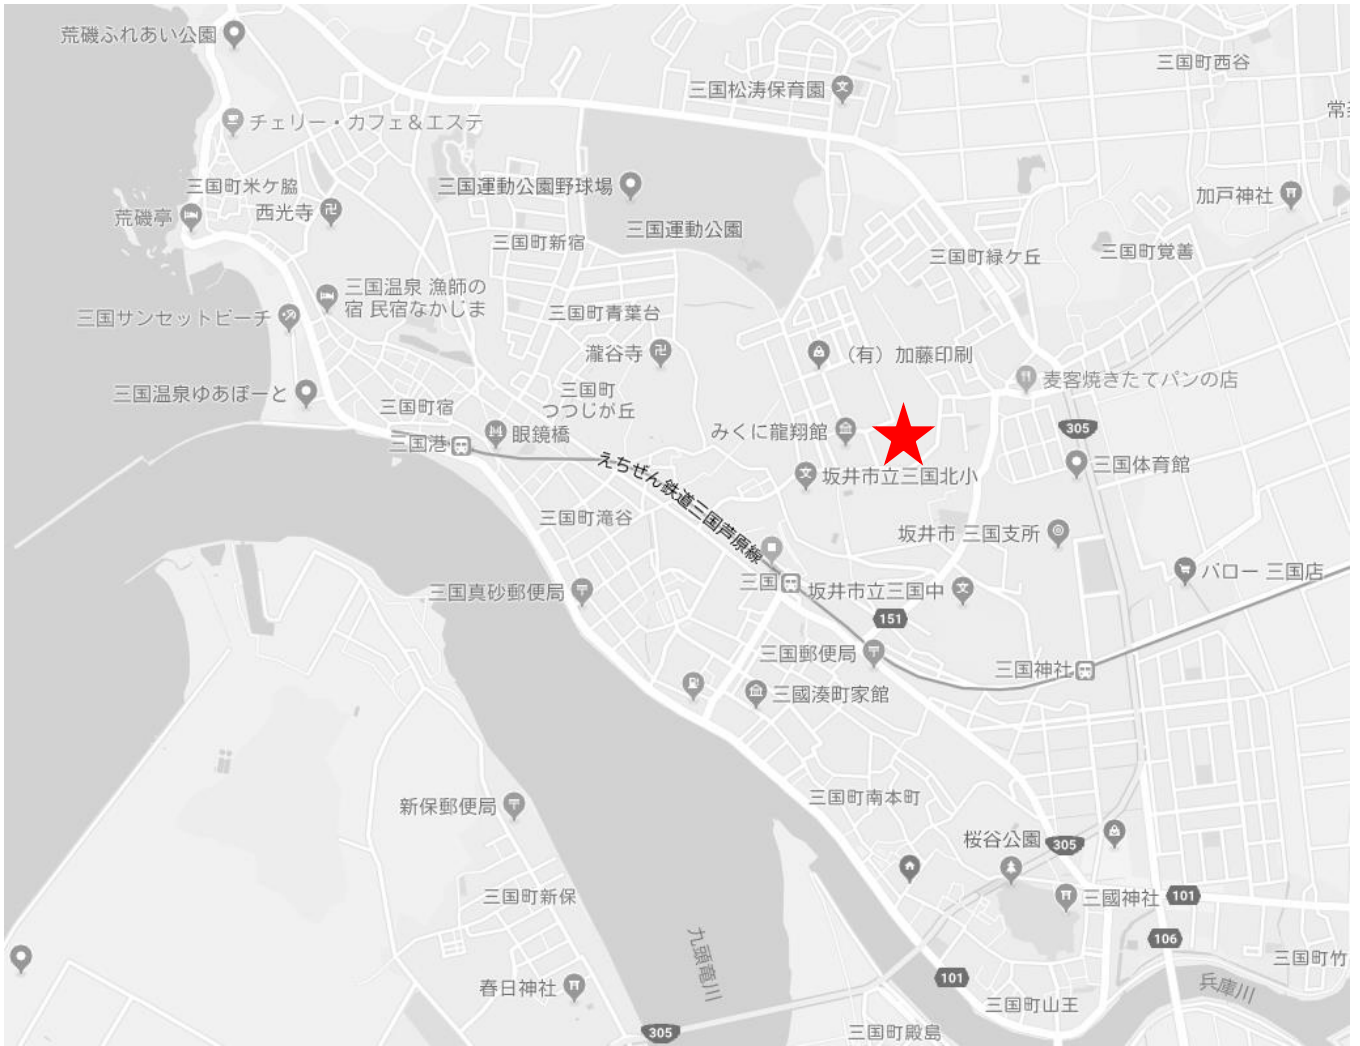 荒磯ふれあい公園
三国町西谷
三国松涛保育園
常
チェリー・カフェ＆エステ
三国町米ケ脇
三国運動公園野球場
加戸神社
荒磯亭
西光寺
三国運動公園
三国町新宿
三国町緑ケ丘
三国町覚善
三国温泉 漁師の
宿 民宿なかじま
三国サンセットビーチ
三国町青葉台
瀧谷寺
（有）加藤印刷
麦客焼きたてパンの店
三国温泉ゆあぽーと
三国町宿
三国町
つつじが丘
みくに龍翔館
305
三国港
眼鏡橋
えちぜん鉄道三国芦原線
坂井市立三国北小
三国体育館
三国町滝谷
坂井市 三国支所
バロー 三国店
三国真砂郵便局
三国
坂井市立三国中
151
三国郵便局
三国神社
三國湊町家館
三国町南本町
新保郵便局
桜谷公園
305
三国町新保
三國神社
101
106
九頭竜川
三国町竹
春日神社
101
兵庫川
三国町山王
305
三国町殿島